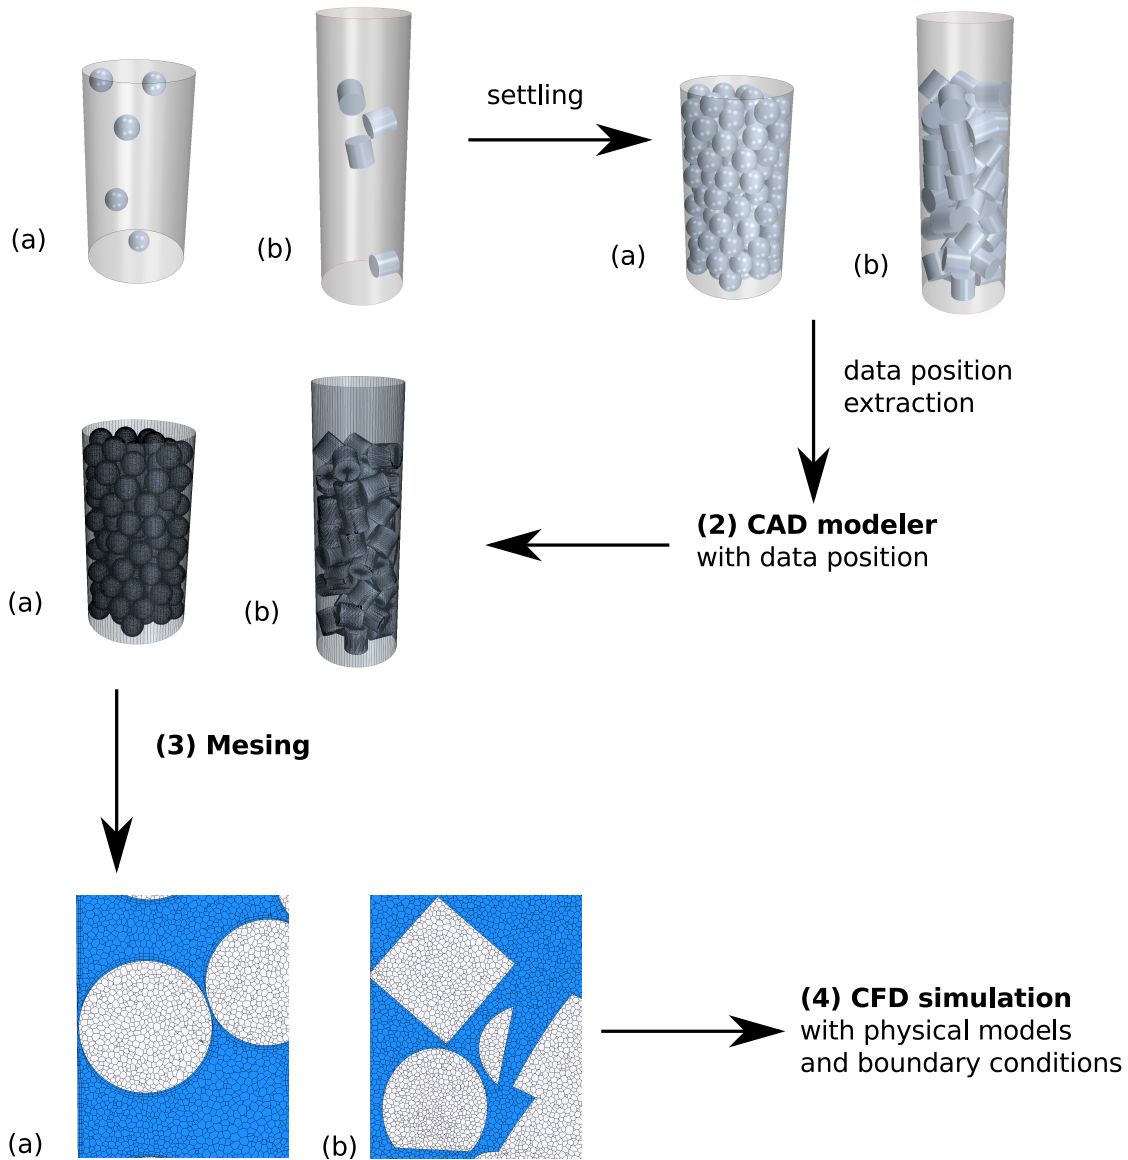 settling
(a)
(b)
(a)
(b)
data position
extraction
(2) CAD modeler
with data position
(a)
(b)
(3) Mesing
(4) CFD simulation
with physical models
and boundary conditions
(a)
(b)